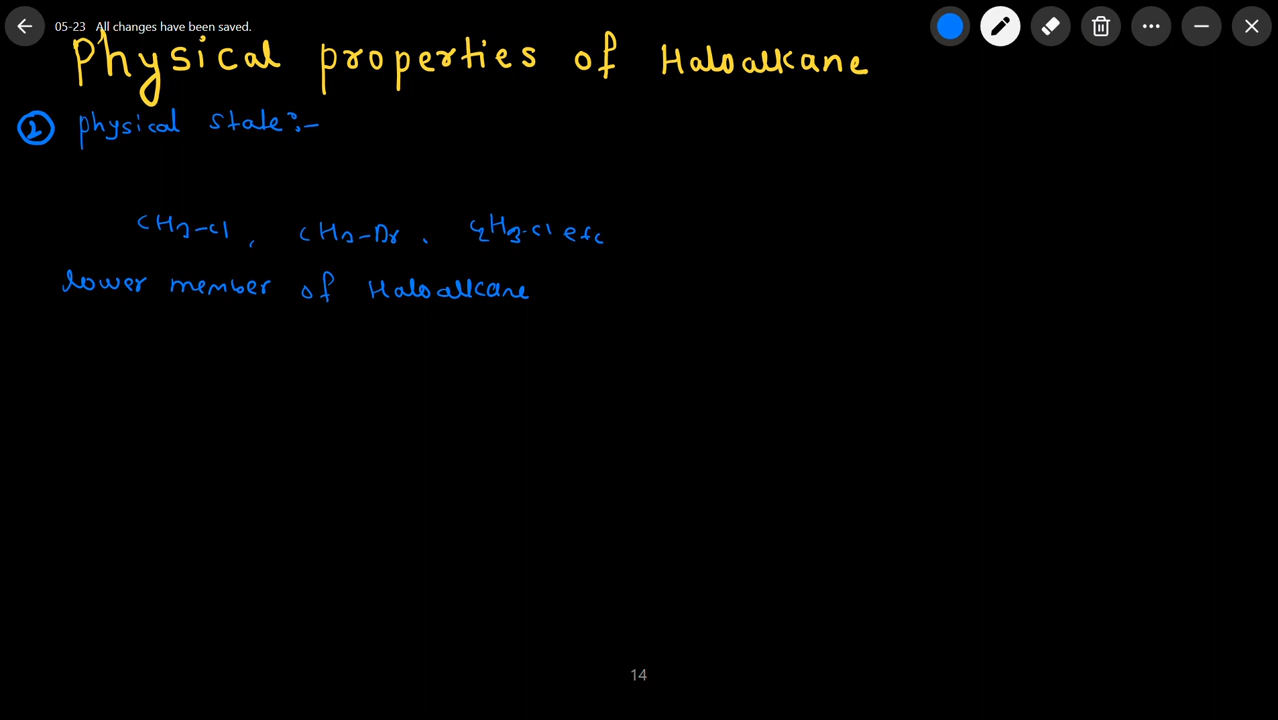 05-23 All changes have been saved.
Physical properties of Haloalkane
2 physical state:-
CH3-Cl, CH3-Br, C2H3-Cl etc
lower member of Haloalkane
14